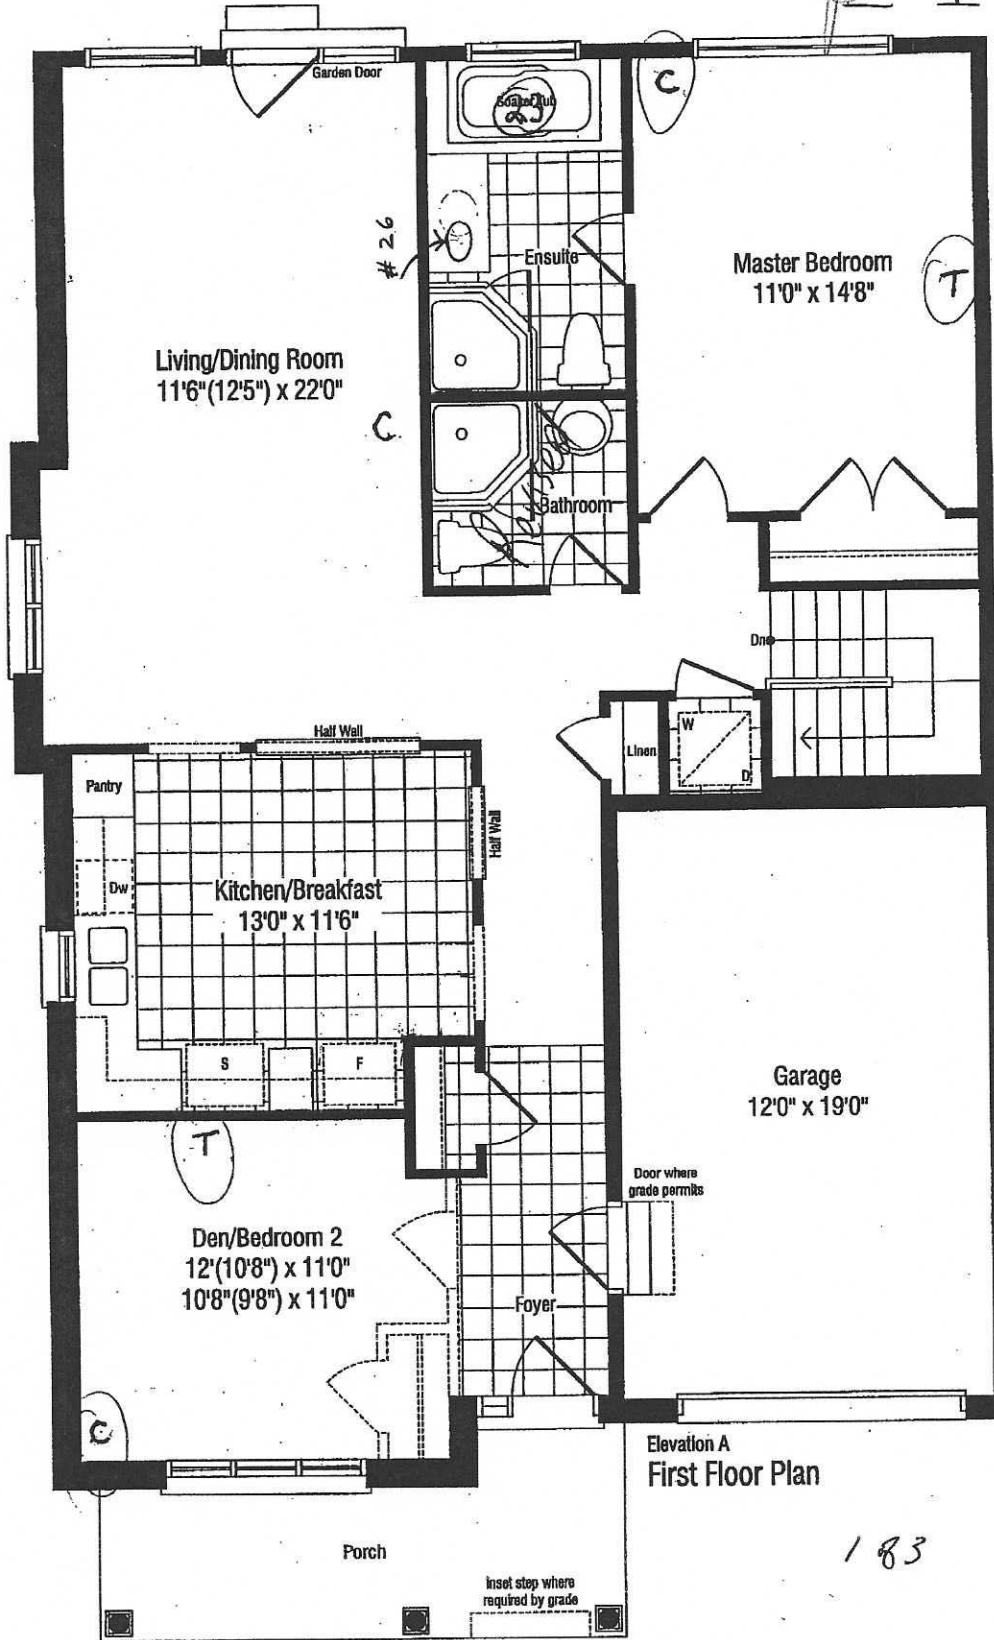 Garden Door
C
Soaker Tub
23
# 26
Ensuite
Master Bedroom
11'0" x 14'8"
T
Living/Dining Room
11'6"(12'5") x 22'0"
C
Bathroom
Dn
Half Wall
Linen
W
D
Pantry
Half Wall
Dw
Kitchen/Breakfast
13'0" x 11'6"
S
F
Garage
12'0" x 19'0"
T
Door where
grade permits
Den/Bedroom 2
12'(10'8") x 11'0"
10'8"(9'8") x 11'0"
Foyer
C
Elevation A
First Floor Plan
183
Porch
Inset step where
required by grade